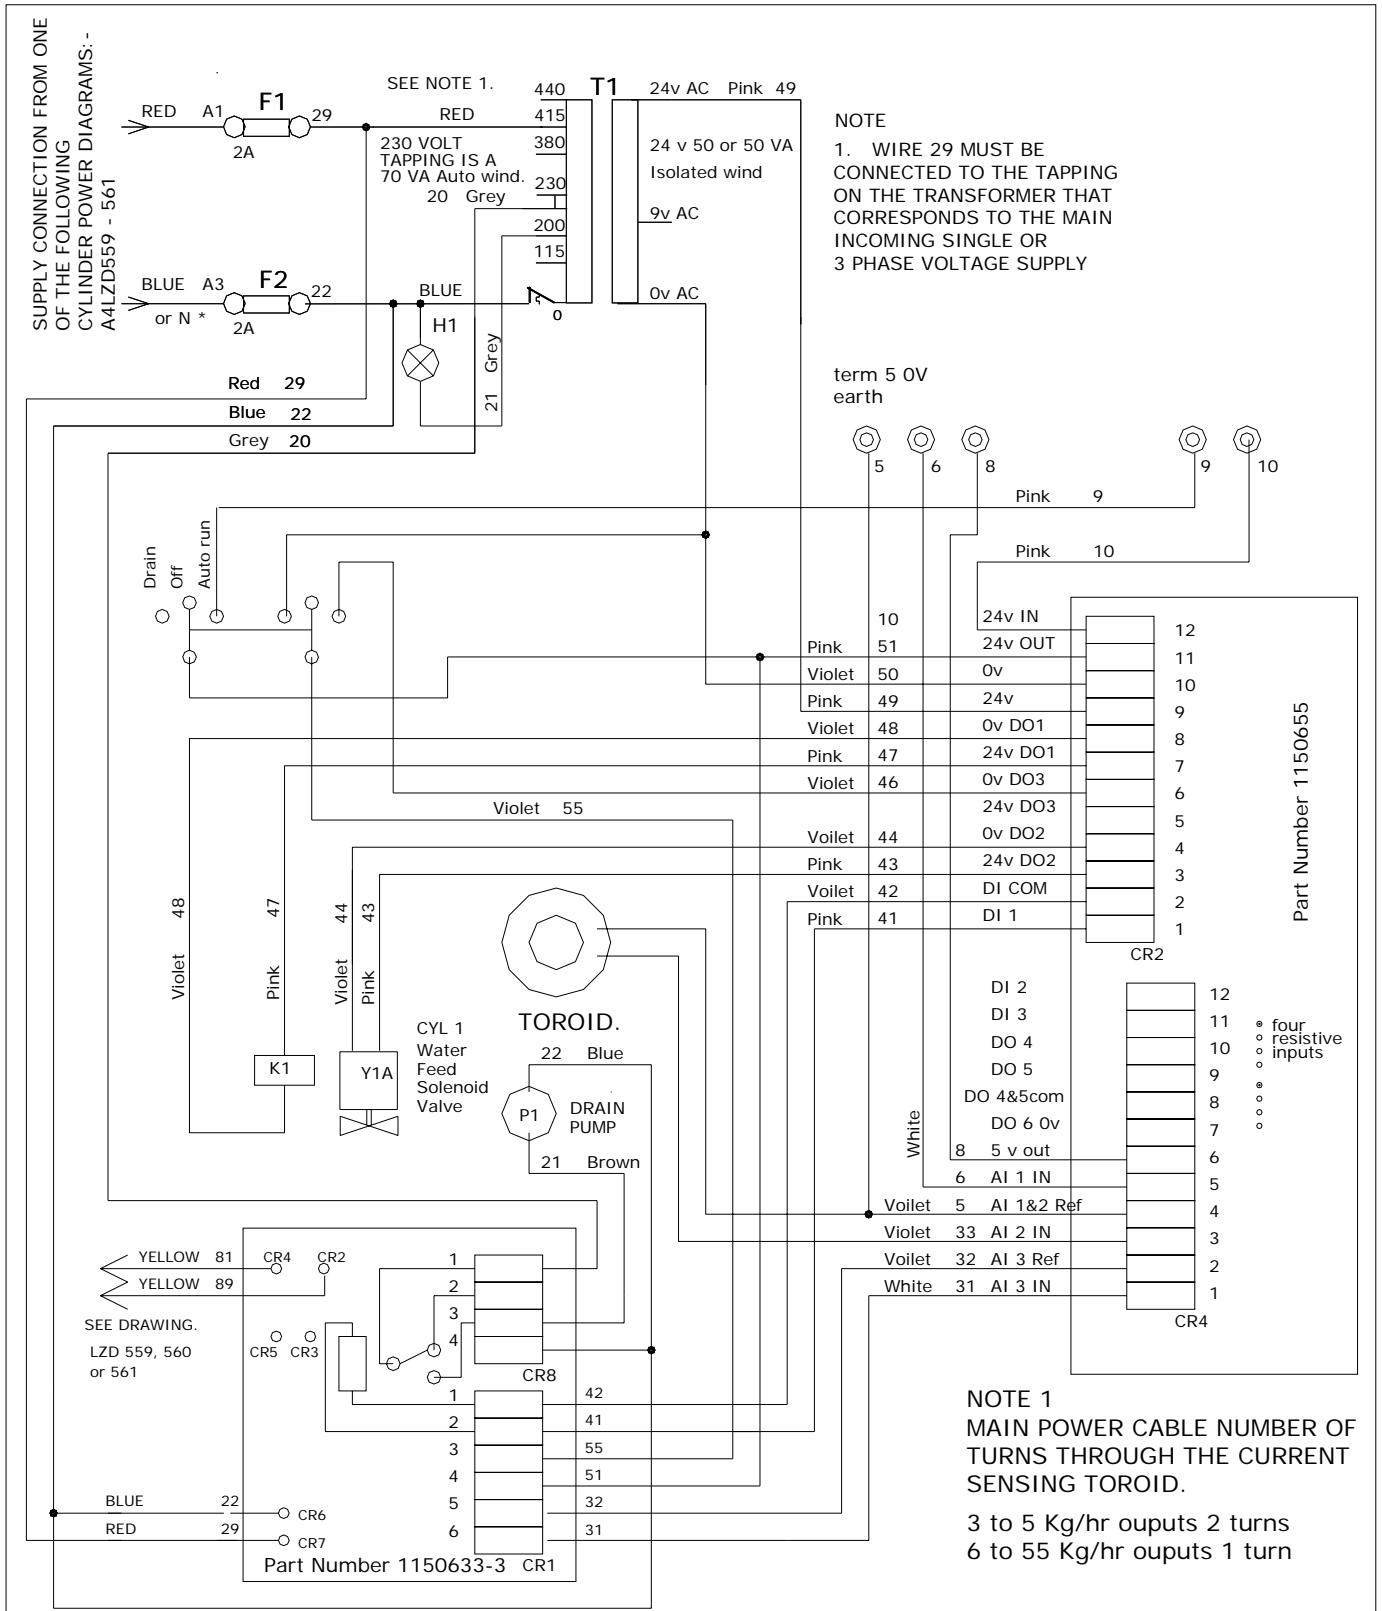 SUPPLY CONNECTION FROM ONE
OF THE FOLLOWING
CYLINDER POWER DIAGRAMS:-
A4LZD559 - 561
RED A1
F1
29
2A
SEE NOTE 1.
RED
230 VOLT
TAPPING IS A
70 VA Auto wind.
20 Grey
440
415
380
230
200
115
0
T1
24v AC Pink 49
24 v 50 or 50 VA
Isolated wind
9v AC
0v AC
NOTE
1. WIRE 29 MUST BE
CONNECTED TO THE TAPPING
ON THE TRANSFORMER THAT
CORRESPONDS TO THE MAIN
INCOMING SINGLE OR
3 PHASE VOLTAGE SUPPLY
BLUE A3
or N *
F2
22
2A
BLUE
H1
21 Grey
Red 29
Blue 22
Grey 20
term 5 0V
earth
5
6
8
9
10
Pink 9
Pink 10
Drain
Off
Auto run
10 24v IN 12
Pink 51 24v OUT 11
Violet 50 0v 10
Pink 49 24v 9
Violet 48 0v DO1 8
Pink 47 24v DO1 7
Violet 46 0v DO3 6
24v DO3 5
Voilet 44 0v DO2 4
Pink 43 24v DO2 3
Voilet 42 DI COM 2
Pink 41 DI 1 1
CR2
Part Number 1150655
Violet 55
Violet 48
Pink 47
Violet 44
Pink 43
K1
Y1A
CYL 1
Water
Feed
Solenoid
Valve
TOROID.
22 Blue
P1
DRAIN
PUMP
21 Brown
White
DI 2 12
DI 3 11
DO 4 10
DO 5 9
DO 4&5com 8
DO 6 0v 7
8 5 v out 6
6 AI 1 IN 5
Voilet 5 AI 1&2 Ref 4
Violet 33 AI 2 IN 3
Voilet 32 AI 3 Ref 2
White 31 AI 3 IN 1
CR4
four
resistive
inputs
YELLOW 81
YELLOW 89
SEE DRAWING.
LZD 559, 560
or 561
CR4
CR2
CR5
CR3
1
2
3
4
CR8
1 42
2 41
3 55
4 51
5 32
6 31
CR1
BLUE 22 CR6
RED 29 CR7
Part Number 1150633-3
NOTE 1
MAIN POWER CABLE NUMBER OF
TURNS THROUGH THE CURRENT
SENSING TOROID.
3 to 5 Kg/hr ouputs 2 turns
6 to 55 Kg/hr ouputs 1 turn